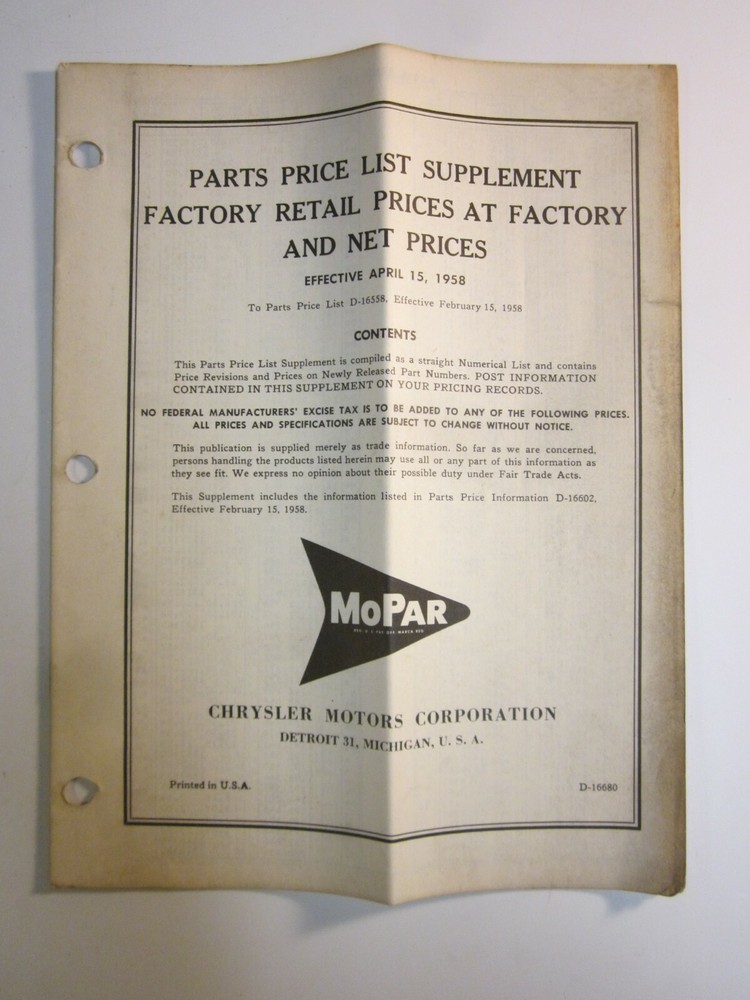 PARTS PRICE LIST SUPPLEMENT
FACTORY RETAIL PRICES AT FACTORY
AND NET PRICES
EFFECTIVE APRIL 15, 1958
To Parts Price List D-16558, Effective February 15, 1958
CONTENTS
This Parts Price List Supplement is compiled as a straight Numerical List and contains
Price Revisions and Prices on Newly Released Part Numbers. POST INFORMATION
CONTAINED IN THIS SUPPLEMENT ON YOUR PRICING RECORDS.
NO FEDERAL MANUFACTURERS' EXCISE TAX IS TO BE ADDED TO ANY OF THE FOLLOWING PRICES.
ALL PRICES AND SPECIFICATIONS ARE SUBJECT TO CHANGE WITHOUT NOTICE.
This publication is supplied merely as trade information. So far as we are concerned,
persons handling the products listed herein may use all or any part of this information as
they see fit. We express no opinion about their possible duty under Fair Trade Acts.
This Supplement includes the information listed in Parts Price Information D-16602,
Effective February 15, 1958.
MOPAR
CHRYSLER MOTORS CORPORATION
DETROIT 31, MICHIGAN, U. S. A.
Printed in U.S.A.
D-16680